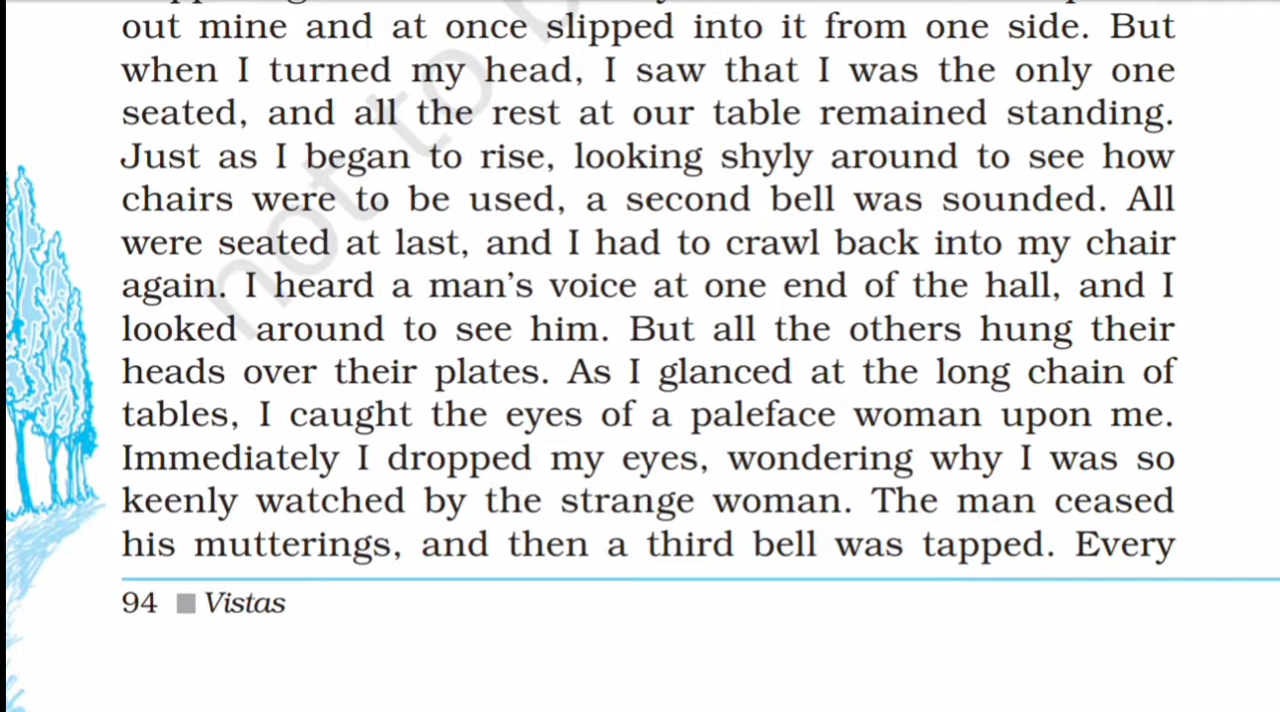 out mine and at once slipped into it from one side. But
when I turned my head, I saw that I was the only one
seated, and all the rest at our table remained standing.
Just as I began to rise, looking shyly around to see how
chairs were to be used, a second bell was sounded. All
were seated at last, and I had to crawl back into my chair
again. I heard a man’s voice at one end of the hall, and I
looked around to see him. But all the others hung their
heads over their plates. As I glanced at the long chain of
tables, I caught the eyes of a paleface woman upon me.
Immediately I dropped my eyes, wondering why I was so
keenly watched by the strange woman. The man ceased
his mutterings, and then a third bell was tapped. Every
94 Vistas
not to